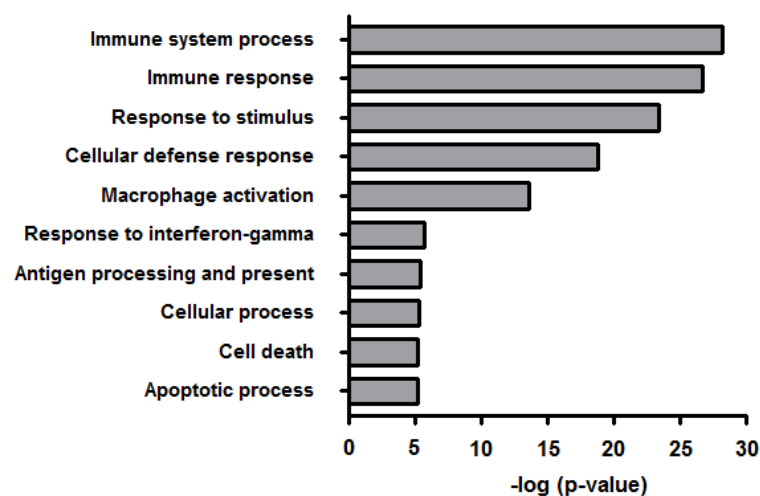 Immune system process
Immune response
Response to stimulus
Cellular defense response
Macrophage activation
Response to interferon-gamma
Antigen processing and present
Cellular process
Cell death
Apoptotic process
0 5 10 15 20 25 30
-log (p-value)